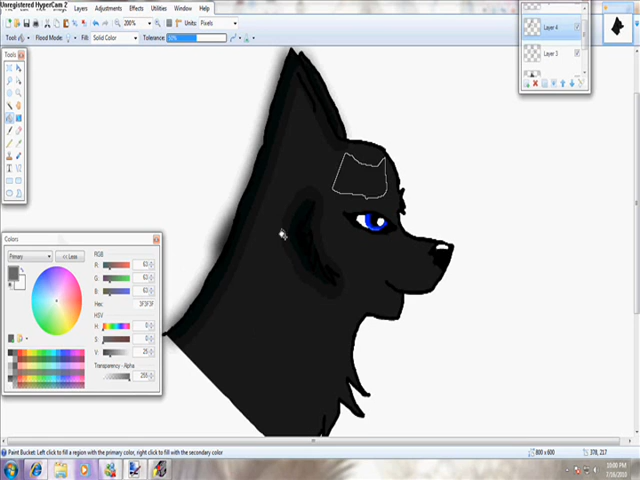 Unregistered HyperCam 2
Layers Adjustments Effects Utilities Window Help
200% Units: Pixels
Tool: Flood Mode: Fill: Solid Color Tolerance: 50%
Tools
Layer 4
Layer 3
Colors
Primary << Less
RGB
R: 63
G: 63
B: 63
Hex: 3F3F3F
HSV
H: 0
S: 0
V: 25
Transparency - Alpha
255
Paint Bucket: Left click to fill a region with the primary color, right click to fill with the secondary color
800 x 600
378, 217
10:00 PM
7/16/2010